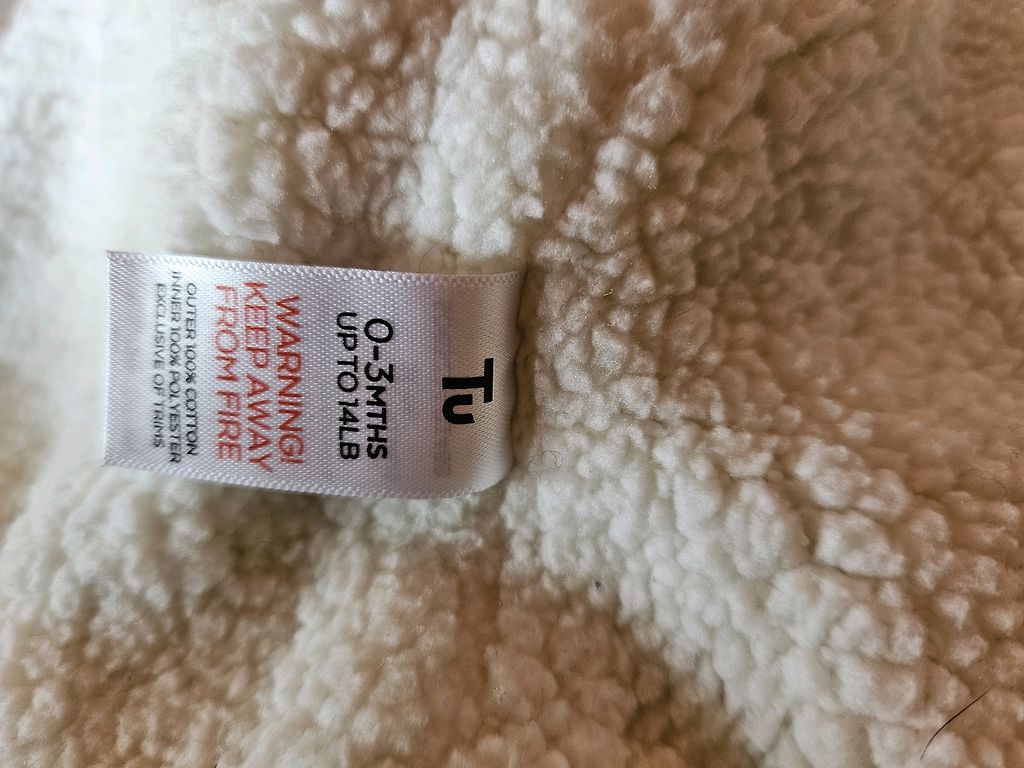 Tu
0-3MTHS
UP TO 14LB
WARNING!
KEEP AWAY
FROM FIRE
OUTER 100% COTTON
INNER 100% POLYESTER
EXCLUSIVE OF TRIMS